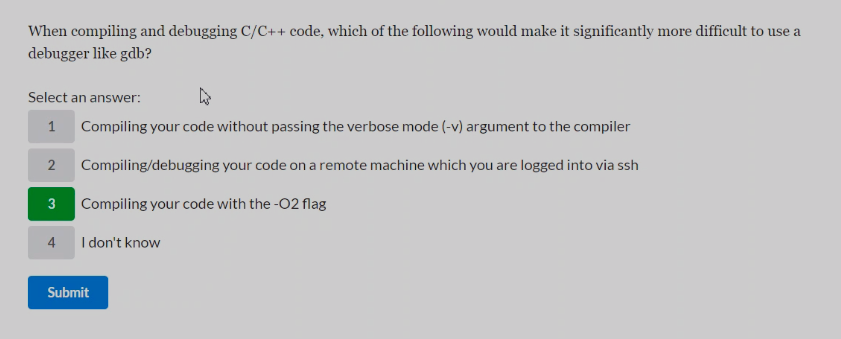 When compiling and debugging C/C++ code, which of the following would make it significantly more difficult to use a
debugger like gdb?
Select an answer:
1 Compiling your code without passing the verbose mode (-v) argument to the compiler
2 Compiling/debugging your code on a remote machine which you are logged into via ssh
3 Compiling your code with the -O2 flag
4 I don't know
Submit